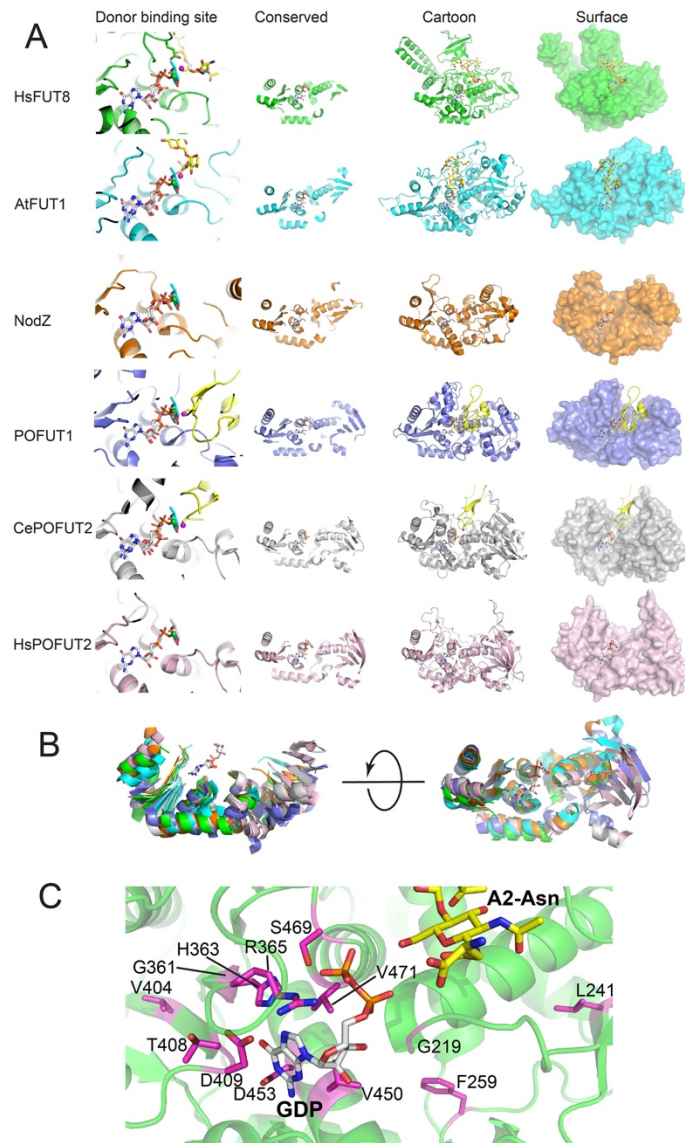 A
Donor binding site Conserved Cartoon Surface
HsFUT8
AtFUT1
NodZ
POFUT1
CePOFUT2
HsPOFUT2
B
C
A2-Asn
S469
H363 R365
G361 V471
V404
L241
T408
G219
D409
D453 V450 F259
GDP